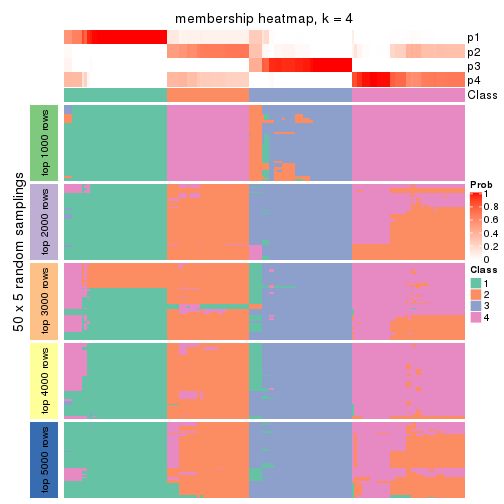 membership heatmap, k = 4
p1
p2
p3
p4
Class
50 x 5 random samplings
top 1000 rows
top 2000 rows
top 3000 rows
top 4000 rows
top 5000 rows
Prob
1
0.8
0.6
0.4
0.2
0
Class
1
2
3
4